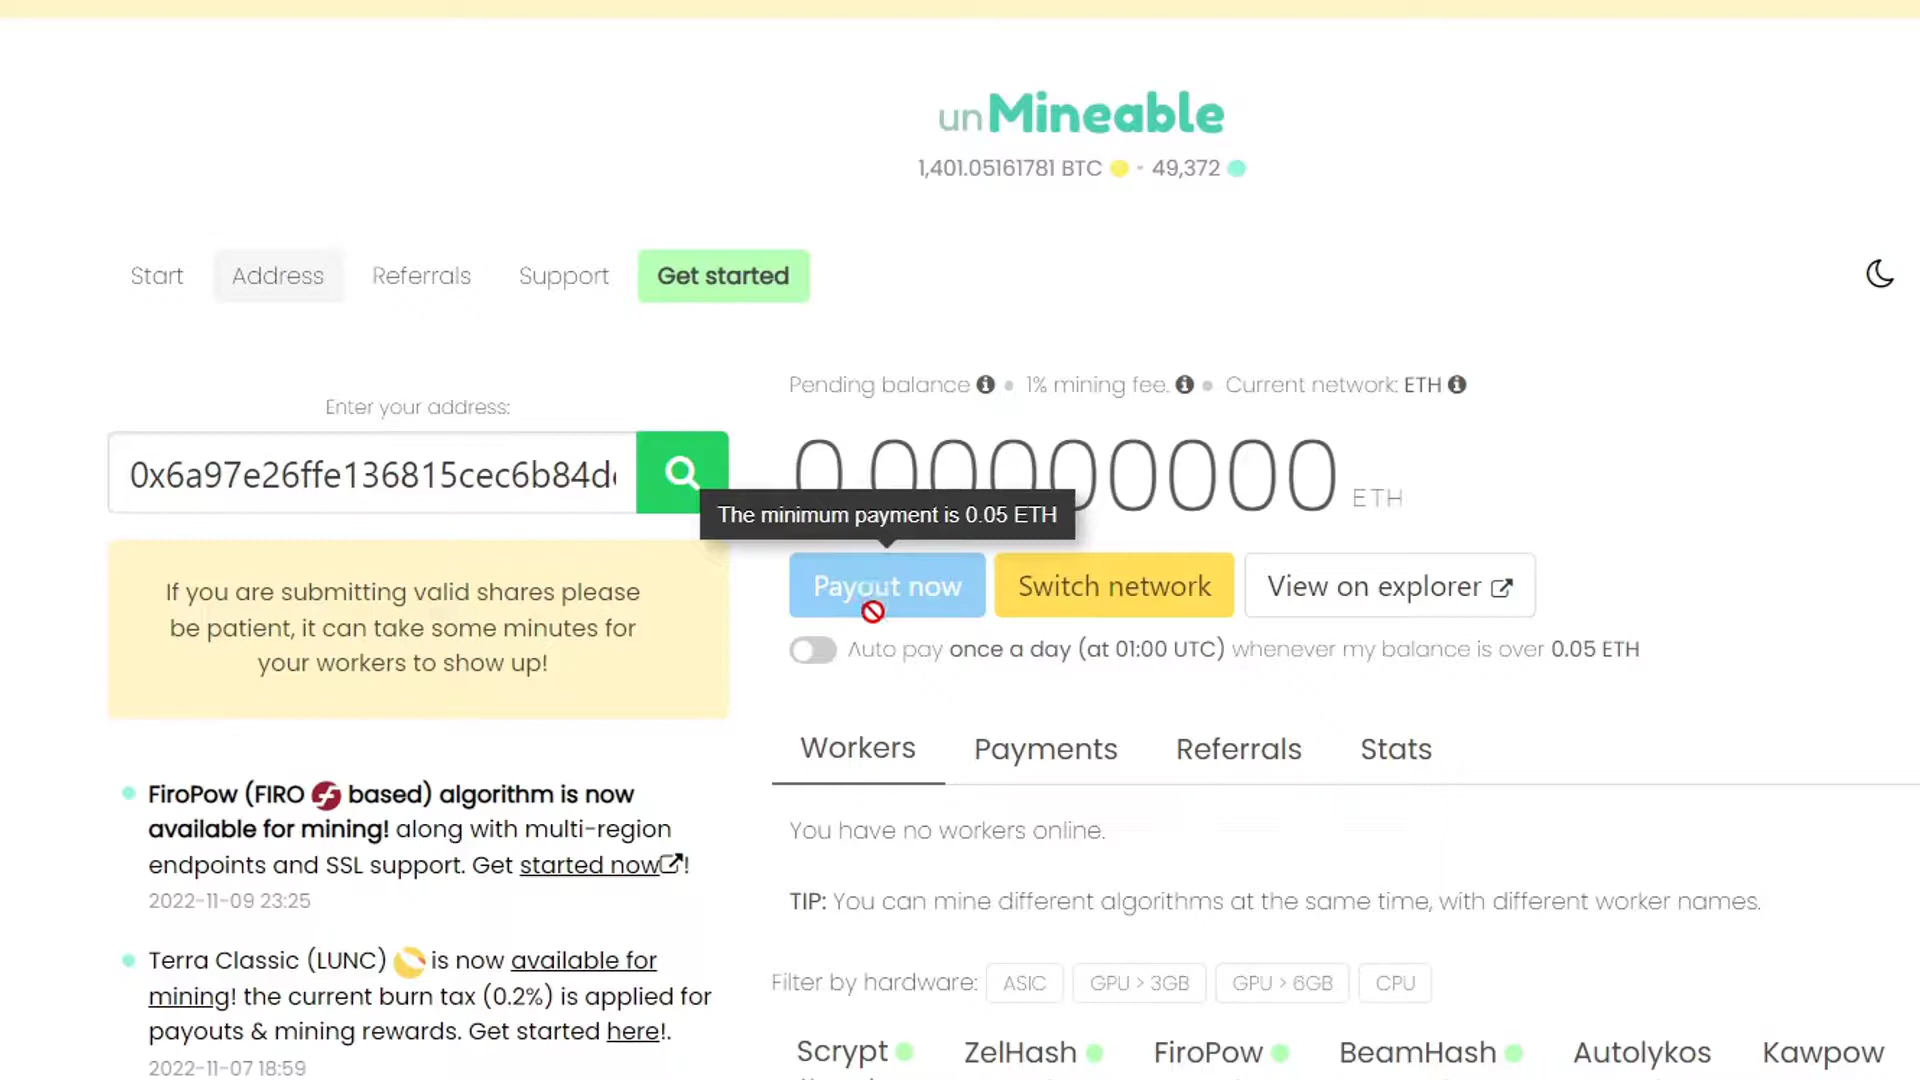 unMineable
1,401.05161781 BTC - 49,372
Start Address Referrals Support Get started
Pending balance 1% mining fee. Current network: ETH
Enter your address:
0x6a97e26ffe136815cec6b84d
0.00000000 ETH
The minimum payment is 0.05 ETH
Payout now Switch network View on explorer
If you are submitting valid shares please
be patient, it can take some minutes for
your workers to show up!
Auto pay once a day (at 01:00 UTC) whenever my balance is over 0.05 ETH
Workers Payments Referrals Stats
You have no workers online.
TIP: You can mine different algorithms at the same time, with different worker names.
Filter by hardware: ASIC GPU > 3GB GPU > 6GB CPU
Scrypt ZelHash FiroPow BeamHash Autolykos Kawpow
FiroPow (FIRO based) algorithm is now
available for mining! along with multi-region
endpoints and SSL support. Get started now!
2022-11-09 23:25
Terra Classic (LUNC) is now available for
mining! the current burn tax (0.2%) is applied for
payouts & mining rewards. Get started here!.
2022-11-07 18:59